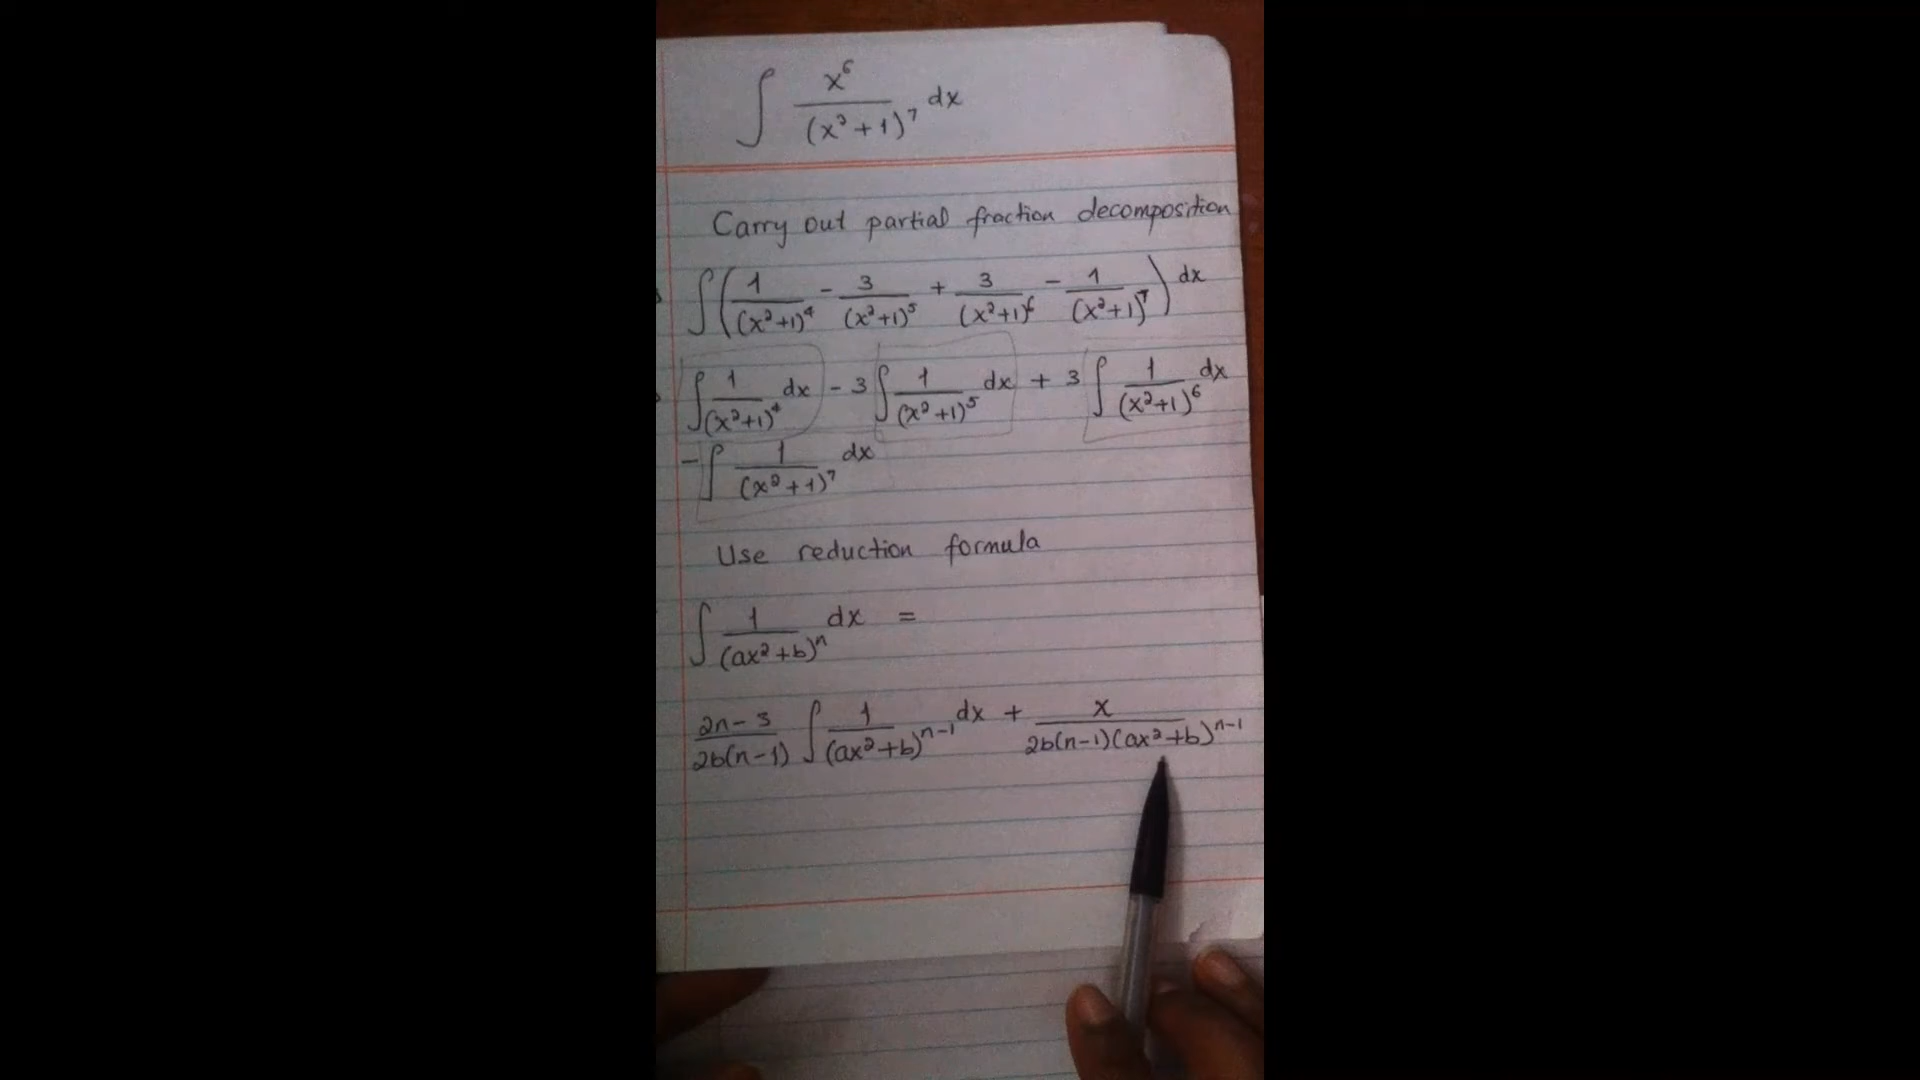 ∫ x⁶/(x²+1)⁷ dx
Carry out partial fraction decomposition
∫(1/(x²+1)⁴ - 3/(x²+1)⁵ + 3/(x²+1)⁶ - 1/(x²+1)⁷) dx
∫ 1/(x²+1)⁴ dx - 3∫ 1/(x²+1)⁵ dx + 3∫ 1/(x²+1)⁶ dx
-∫ 1/(x²+1)⁷ dx
Use reduction formula
∫ 1/(ax²+b)ⁿ dx =
(2n-3)/(2b(n-1)) ∫ 1/(ax²+b)ⁿ⁻¹ dx + x/(2b(n-1)(ax²+b)ⁿ⁻¹)